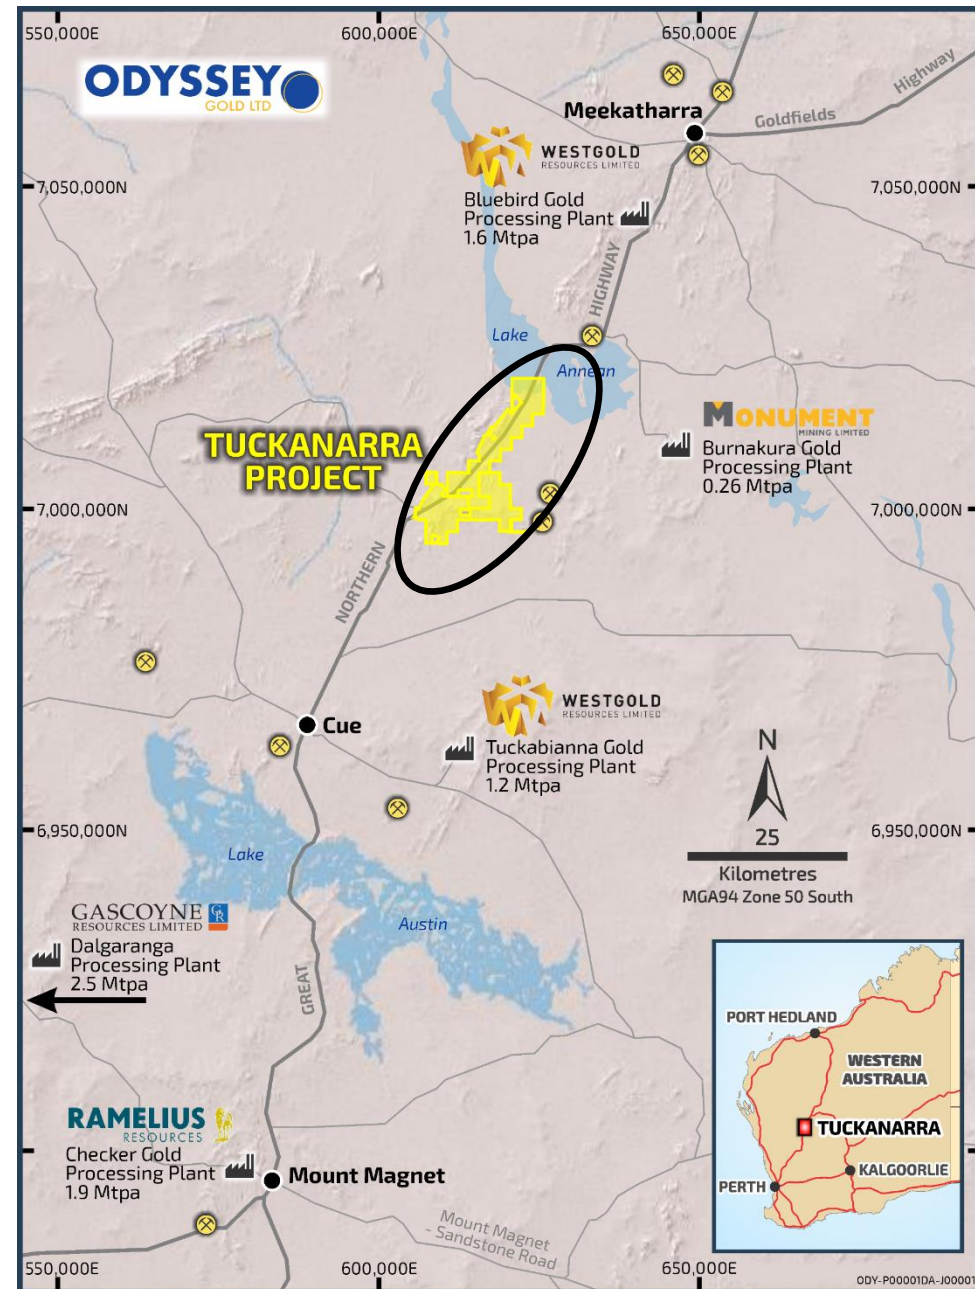 550,000E
600,000E
650,000E
ODYSSEY
GOLD LTD
Meekatharra
Goldfields
Highway
WESTGOLD
RESOURCES LIMITED
Bluebird Gold
Processing Plant
1.6 Mtpa
7,050,000N
7,050,000N
HIGHWAY
Lake
Annean
TUCKANARRA
PROJECT
MONUMENT
MINING LIMITED
Burnakura Gold
Processing Plant
0.26 Mtpa
7,000,000N
7,000,000N
NORTHERN
WESTGOLD
RESOURCES LIMITED
Tuckabianna Gold
Processing Plant
1.2 Mtpa
Cue
N
25
Kilometres
MGA94 Zone 50 South
6,950,000N
6,950,000N
Lake
Austin
GASCOYNE
RESOURCES LIMITED
GR
Dalgaranga
Processing Plant
2.5 Mtpa
GREAT
RAMELIUS
RESOURCES
Checker Gold
Processing Plant
1.9 Mtpa
Mount Magnet
Mount Magnet
- Sandstone Road
PORT HEDLAND
WESTERN
AUSTRALIA
TUCKANARRA
KALGOORLIE
PERTH
550,000E
600,000E
650,000E
ODY-P00001DA-J00001